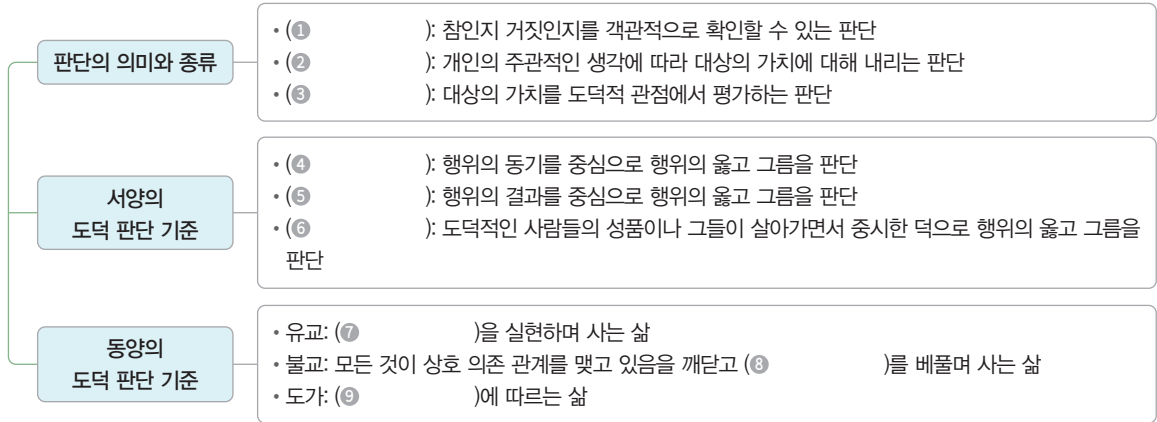 판단의 의미와 종류
• (❶ ): 참인지 거짓인지를 객관적으로 확인할 수 있는 판단
• (❷ ): 개인의 주관적인 생각에 따라 대상의 가치에 대해 내리는 판단
• (❸ ): 대상의 가치를 도덕적 관점에서 평가하는 판단
서양의
도덕 판단 기준
• (❹ ): 행위의 동기를 중심으로 행위의 옳고 그름을 판단
• (❺ ): 행위의 결과를 중심으로 행위의 옳고 그름을 판단
• (❻ ): 도덕적인 사람들의 성품이나 그들이 살아가면서 중시한 덕으로 행위의 옳고 그름을
판단
동양의
도덕 판단 기준
• 유교: (❼ )을 실현하며 사는 삶
• 불교: 모든 것이 상호 의존 관계를 맺고 있음을 깨닫고 (❽ )를 베풀며 사는 삶
• 도가: (❾ )에 따르는 삶